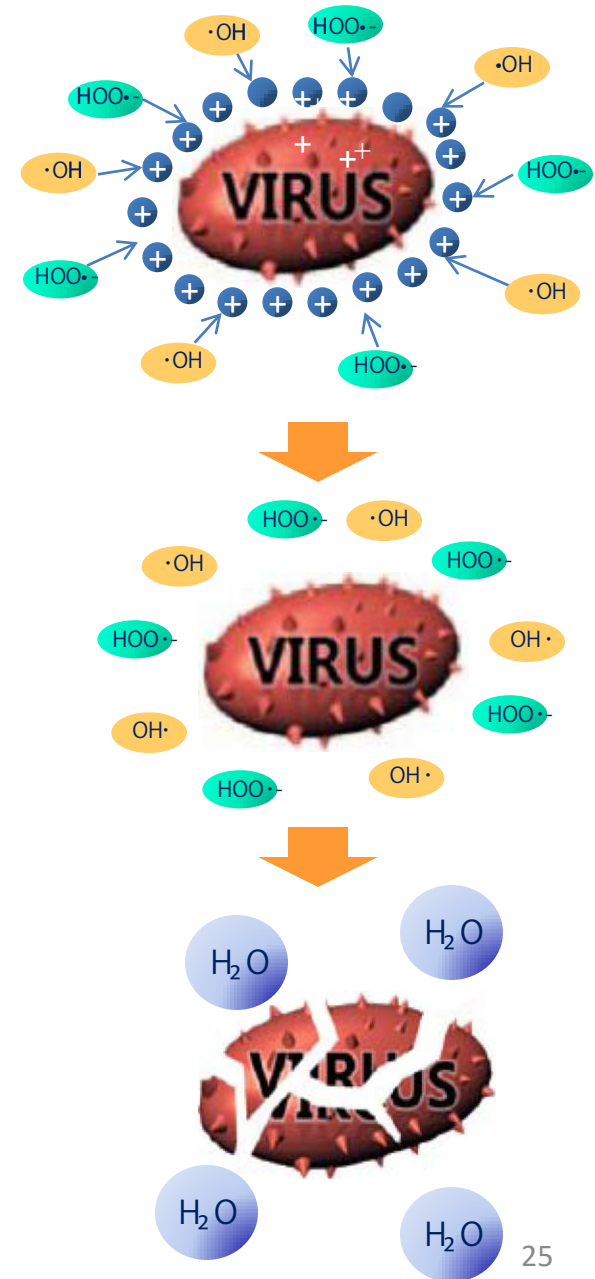 HOO•-
·OH
•OH
HOO•-
·OH
HOO•-
HOO•-
·OH
·OH
HOO•-
+ + + + + + + + + + + + + + + + + + +
+ + +
VIRUS
HOO·-
·OH
·OH
HOO·-
HOO·-
OH·
VIRUS
OH·
HOO·-
HOO·-
OH·
H₂O
H₂O
VIRUS
VIRUS
H₂O
H₂O
25